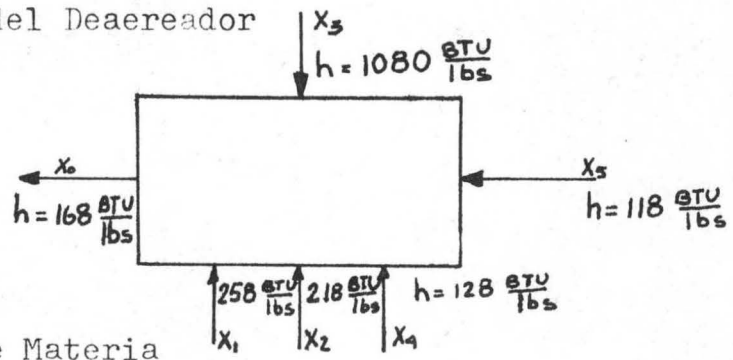 del Deaereador
X3
h = 1080 BTU/lbs
X0
h = 168 BTU/lbs
X5
h = 118 BTU/lbs
258 BTU/lbs 218 BTU/lbs h = 128 BTU/lbs
X1 X2 X4
e Materia